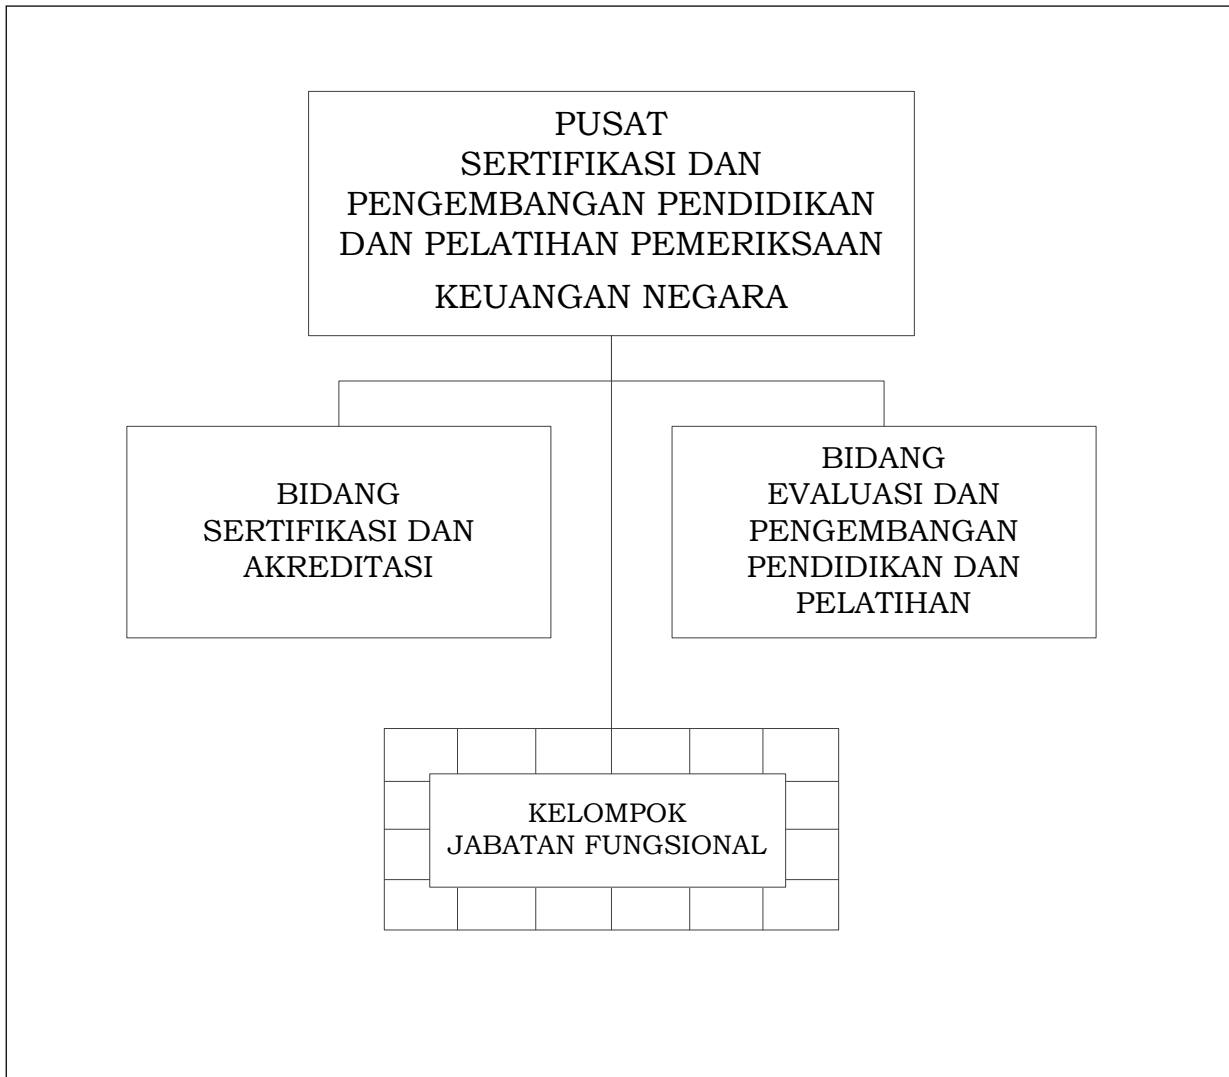 PUSAT
SERTIFIKASI DAN
PENGEMBANGAN PENDIDIKAN
DAN PELATIHAN PEMERIKSAAN
KEUANGAN NEGARA
BIDANG
SERTIFIKASI DAN
AKREDITASI
BIDANG
EVALUASI DAN
PENGEMBANGAN
PENDIDIKAN DAN
PELATIHAN
KELOMPOK
JABATAN FUNGSIONAL